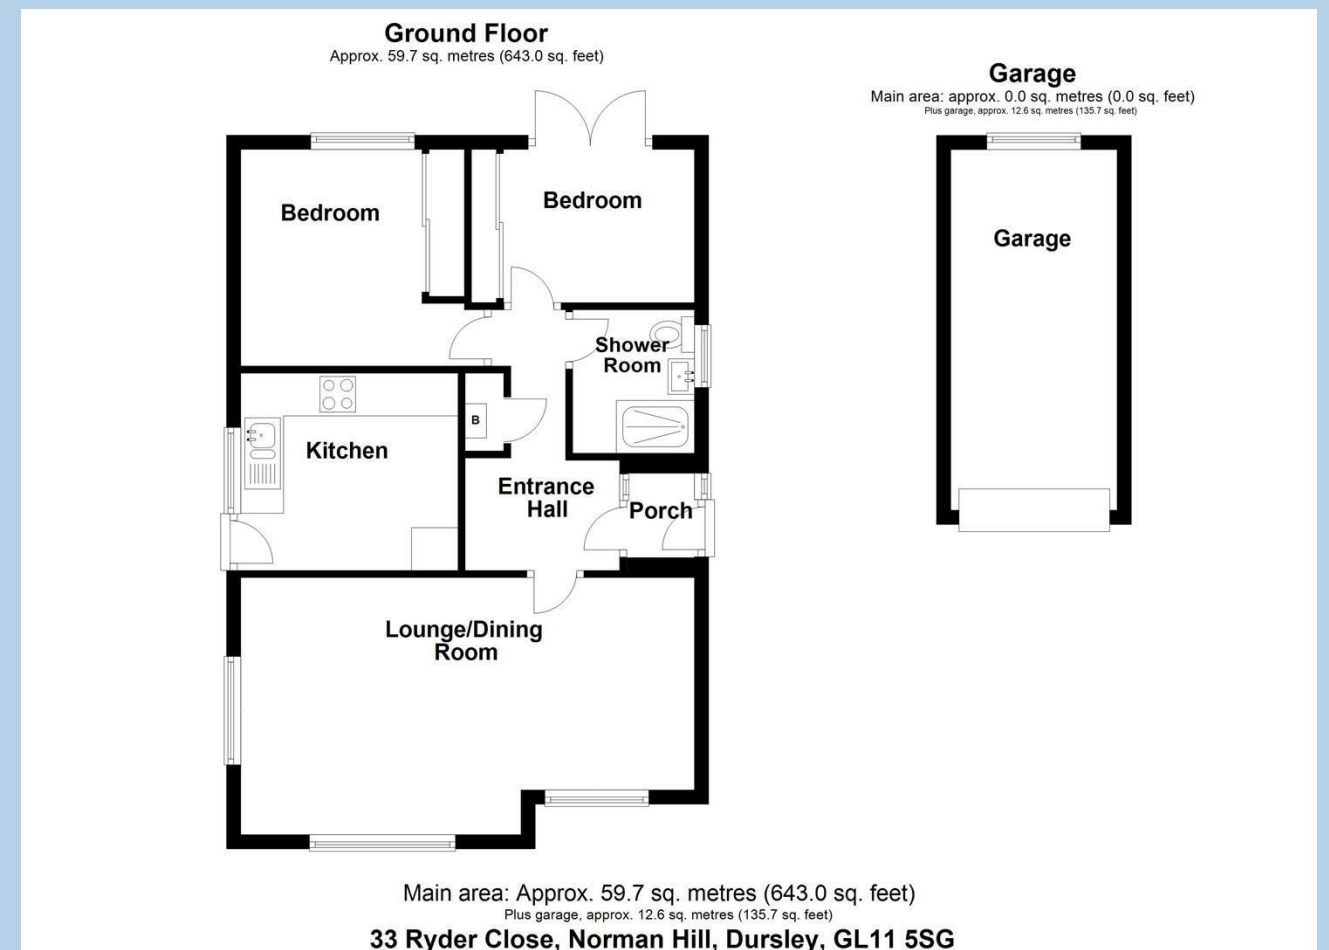 Ground Floor
Approx. 59.7 sq. metres (643.0 sq. feet)
Garage
Main area: approx. 0.0 sq. metres (0.0 sq. feet)
Plus garage, approx. 12.6 sq. metres (135.7 sq. feet)
Bedroom
Bedroom
Garage
Shower
Room
B
Kitchen
Entrance
Hall
Porch
Lounge/Dining
Room
Main area: Approx. 59.7 sq. metres (643.0 sq. feet)
Plus garage, approx. 12.6 sq. metres (135.7 sq. feet)
33 Ryder Close, Norman Hill, Dursley, GL11 5SG